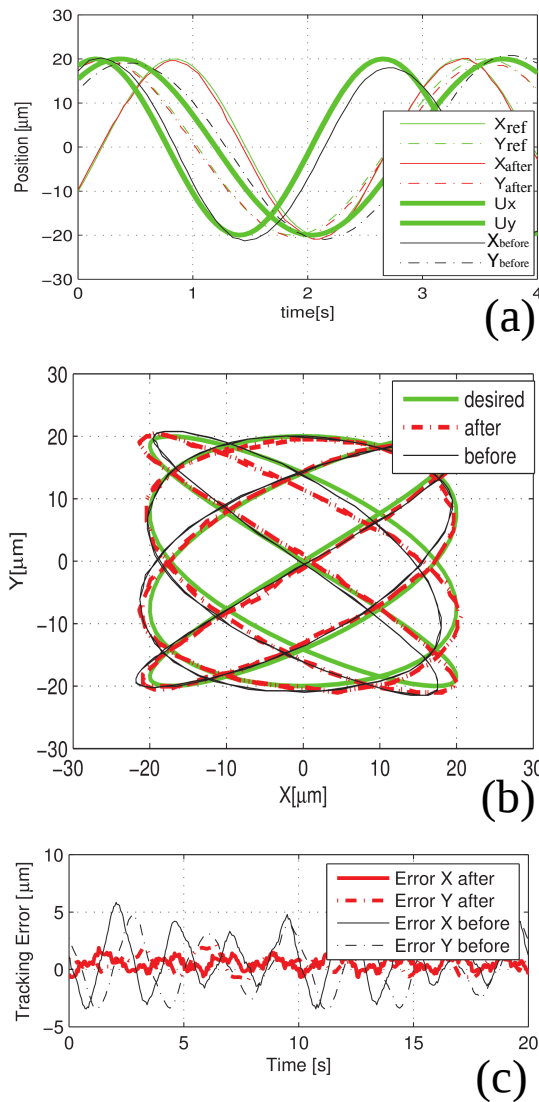 30
20
10
0
−10
−20
−30
Position [µm]
Xref
Yref
Xafter
Yafter
Ux
Uy
Xbefore
Ybefore
0 1 2 3 4
time[s]
(a)
30
20
10
0
−10
−20
−30
Y[µm]
desired
after
before
−30 −20 −10 0 10 20 30
X[µm]
(b)
10
5
0
−5
Tracking Error [µm]
Error X after
Error Y after
Error X before
Error Y before
0 5 10 15 20
Time [s]
(c)